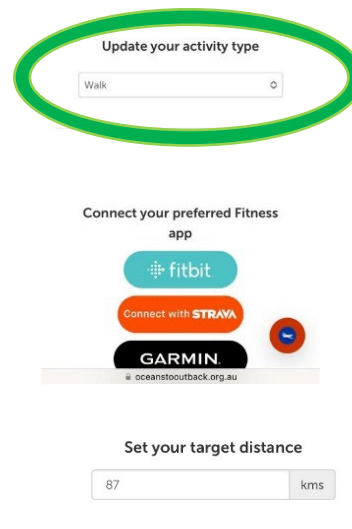 Update your activity type
Walk
Connect your preferred Fitness
app
fitbit
Connect with STRAVA
GARMIN.
oceanstooutback.org.au
Set your target distance
87 kms